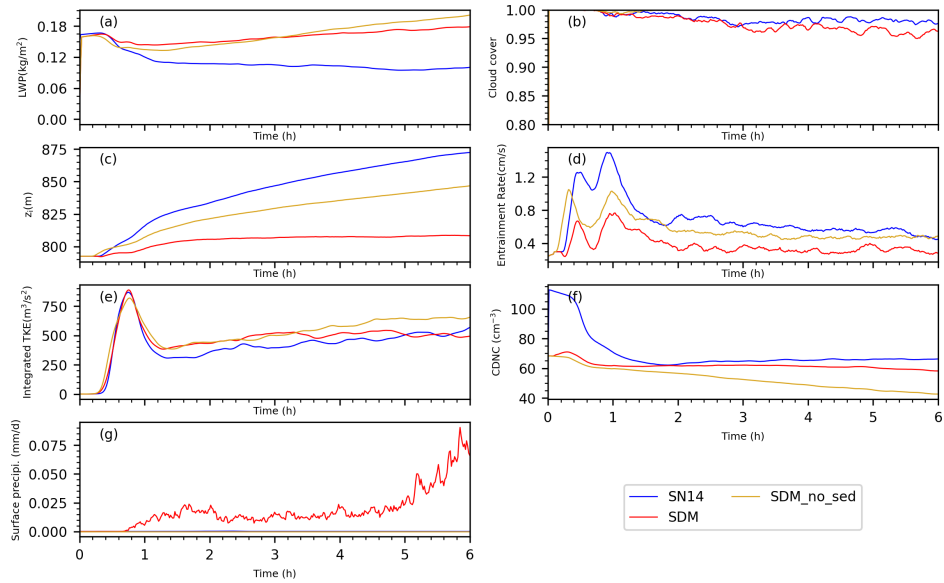 (a)
LWP(kg/m²)
0.18
0.12
0.06
0.00
Time (h)
(b)
Cloud cover
1.00
0.95
0.90
0.85
0.80
Time (h)
(c)
zᵢ(m)
875
850
825
800
Time (h)
(d)
Entrainment Rate(cm/s)
1.2
0.8
0.4
Time (h)
(e)
Integrated TKE(m³/s²)
750
500
250
0
Time (h)
(f)
CDNC (cm⁻³)
100
80
60
40
0 1 2 3 4 5 6
Time (h)
(g)
Surface precipi. (mm/d)
0.075
0.050
0.025
0.000
0 1 2 3 4 5 6
Time (h)
SN14
SDM
SDM_no_sed